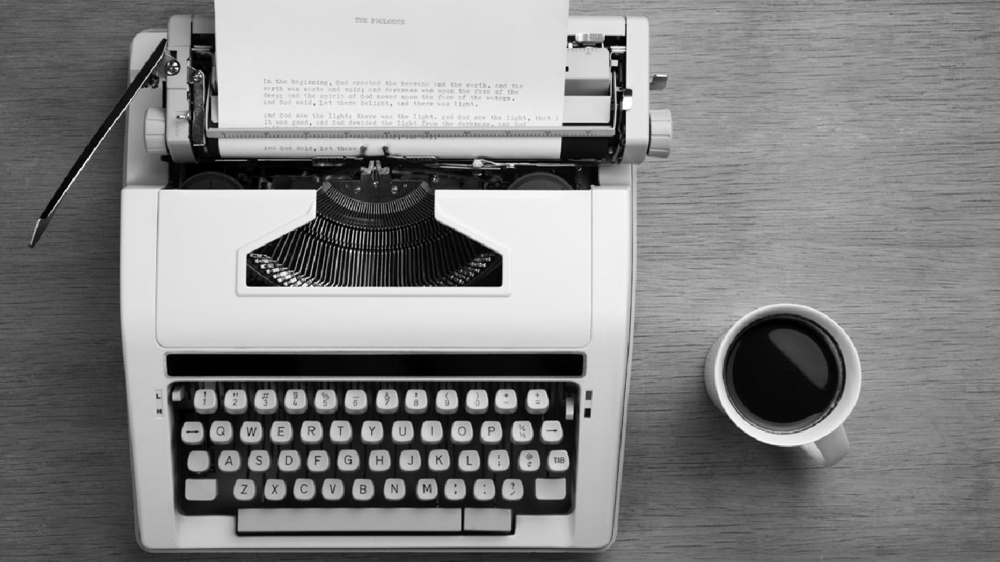 THE PROLOGUE
In the beginning, God created the heavens and the earth. and the
earth was waste and void; and darkness was upon the face of the
deep: and the spirit of God moved upon the face of the waters.
And God said, Let there belight, and there was light.
And God saw the light: there was the light. And God saw the light, that i
it was good, and God devided the light from the darkness. And God
And God Said, Let there
L
H
! " # $ % _ & ' ( ) * +
1 2 3 4 5 6 7 8 9 0 - =
Q W E R T Y U I O P ¼ ½
A S D F G H J K L ; : @ ¢ TAB
Z X C V B N M , ; . : ? /